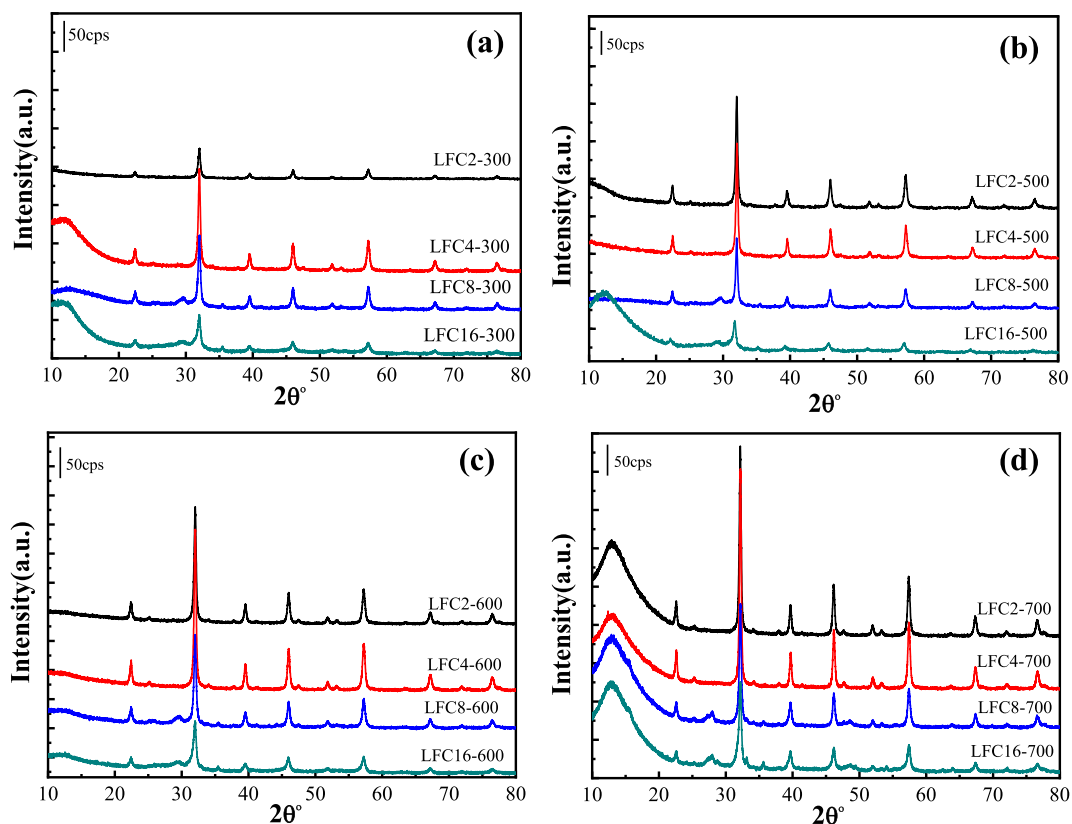 50cps
(a)
Intensity(a.u.)
LFC2-300
LFC4-300
LFC8-300
LFC16-300
10 20 30 40 50 60 70 80
2θ°
50cps
(b)
Intensity(a.u.)
LFC2-500
LFC4-500
LFC8-500
LFC16-500
10 20 30 40 50 60 70 80
2θ°
50cps
(c)
Intensity(a.u.)
LFC2-600
LFC4-600
LFC8-600
LFC16-600
10 20 30 40 50 60 70 80
2θ°
50cps
(d)
Intensity(a.u.)
LFC2-700
LFC4-700
LFC8-700
LFC16-700
10 20 30 40 50 60 70 80
2θ°